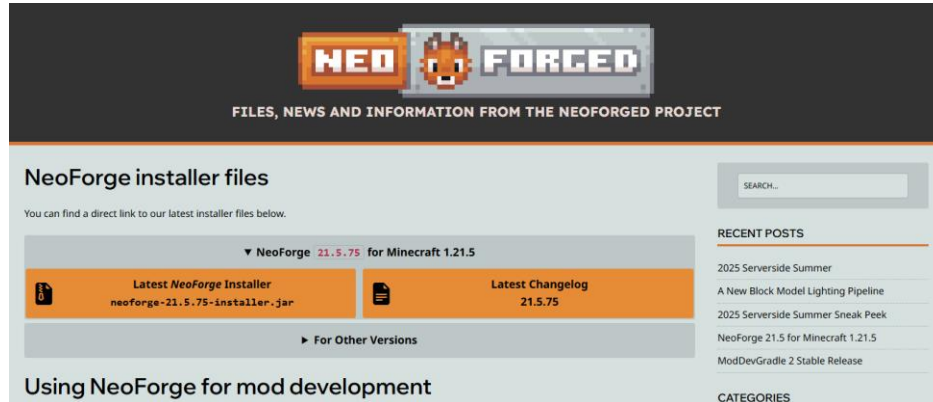 NEO FORGED
FILES, NEWS AND INFORMATION FROM THE NEOFORGED PROJECT
NeoForge installer files
You can find a direct link to our latest installer files below.
▼ NeoForge 21.5.75 for Minecraft 1.21.5
Latest NeoForge Installer
neoforge-21.5.75-installer.jar
Latest Changelog
21.5.75
► For Other Versions
Using NeoForge for mod development
SEARCH...
RECENT POSTS
2025 Serverside Summer
A New Block Model Lighting Pipeline
2025 Serverside Summer Sneak Peek
NeoForge 21.5 for Minecraft 1.21.5
ModDevGradle 2 Stable Release
CATEGORIES